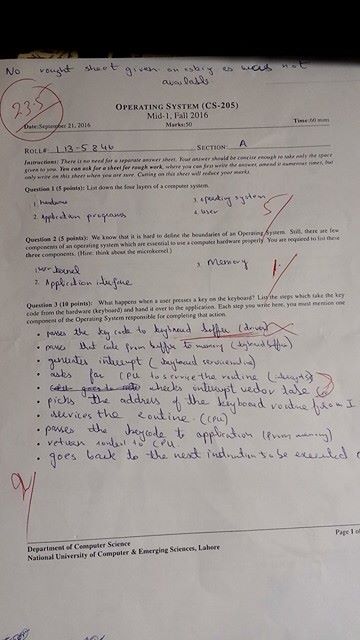 No rought sheet given on asking as was not
available.
23.5
OPERATING SYSTEM (CS-205)
Mid-1, Fall 2016
Date:September 21, 2016 Marks:50 Time:60 mins
ROLL# L13-5840 SECTION: A
Instructions: There is no need for a separate answer sheet. Your answer should be concise enough to take only the space
given to you. You can ask for a sheet for rough work, where you can first write the answer, amend it numerous times, but
only write on this sheet when you are sure. Cutting on this sheet will reduce your marks.
Question 1 (5 points): List down the four layers of a computer system.
1. hardware 3. operating system
2. Application programs 4. user
5/
Question 2 (5 points): We know that it is hard to define the boundaries of an Operating System. Still, there are few
components of an operating system which are essential to use a computer hardware properly. You are required to list these
three components. (Hint: think about the microkernel.)
kernel 3. Memory
2. Application interface
1.
Question 3 (10 points): What happens when a user presses a key on the keyboard? List the steps which take the key
code from the hardware (keyboard) and hand it over to the application. Each step you write here, you must mention one
component of the Operating System responsible for completing that action.
• passes the key code to keyboard buffer (driver)
• passes that code from buffer to memory (keyboard buffer)
• generates interrupt (keyboard
• asks for CPU to service the routine
• checks interrupt vector table
• picks the address of the keyboard routine from I
• services the routine. (CPU)
• passes the keycode to application (from memory)
• returns control to CPU.
• goes back to the next instruction to be executed
9/
Department of Computer Science
National University of Computer & Emerging Sciences, Lahore
Page 1 of